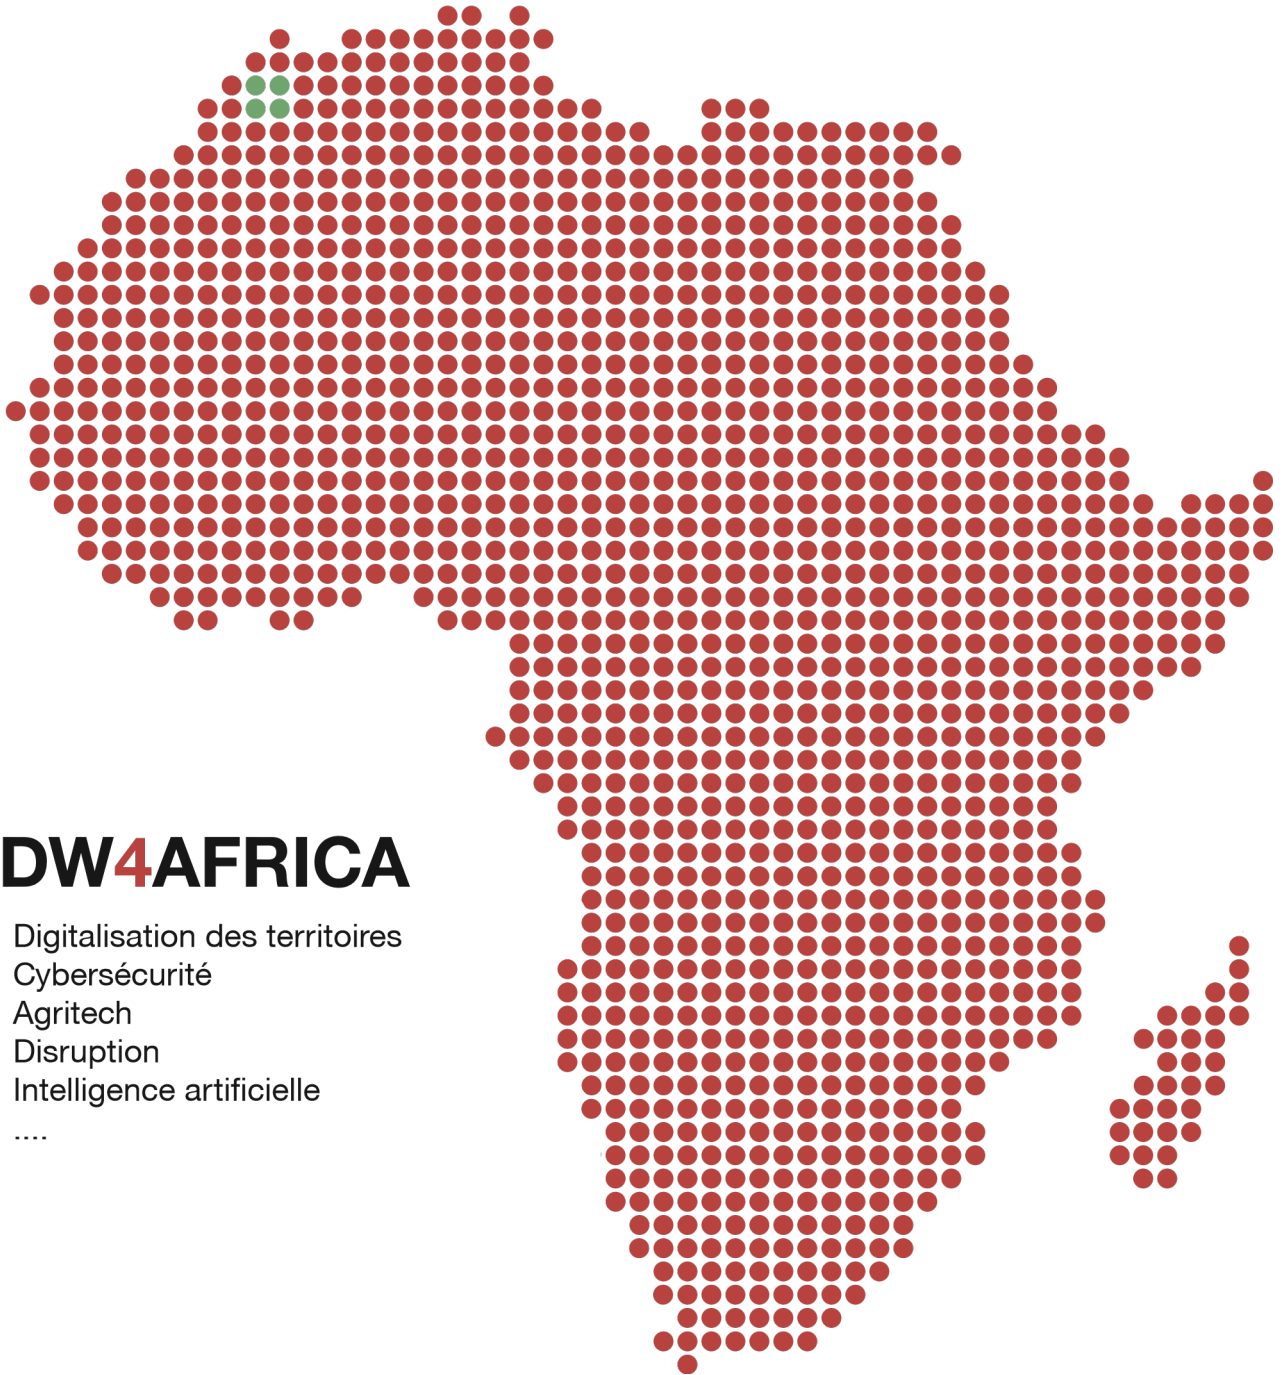 DW4AFRICA
Digitalisation des territoires
Cybersécurité
Agritech
Disruption
Intelligence artificielle
....